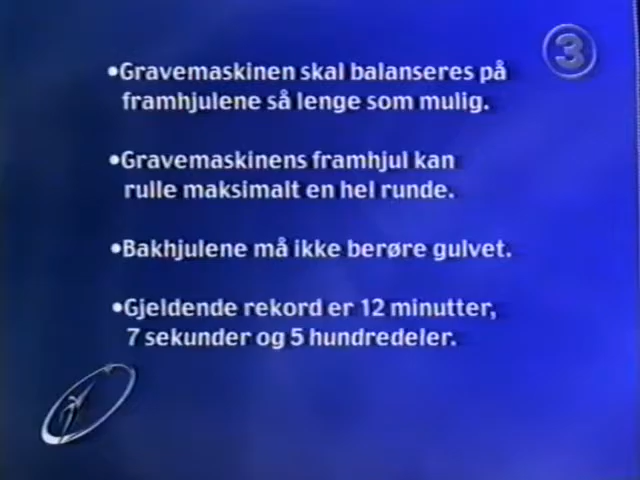 3
•Gravemaskinen skal balanseres på
framhjulene så lenge som mulig.
•Gravemaskinens framhjul kan
rulle maksimalt en hel runde.
•Bakhjulene må ikke berøre gulvet.
•Gjeldende rekord er 12 minutter,
7 sekunder og 5 hundredeler.